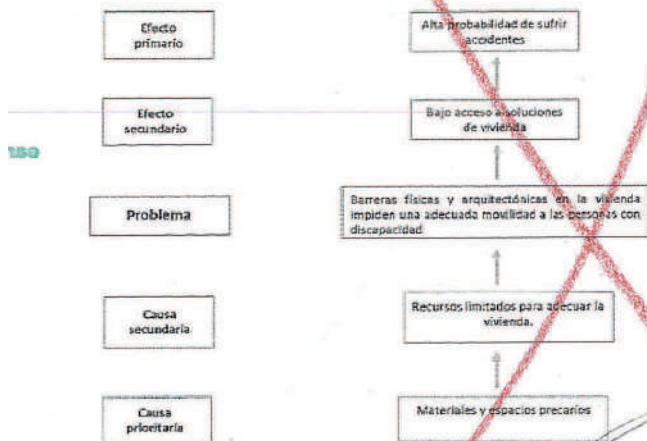 Efecto
primario
Alta probabilidad de sufrir
accidentes
Efecto
secundario
Bajo acceso a soluciones
de vivienda
Problema
Barreras físicas y arquitectónicas en la vivienda
impiden una adecuada movilidad a las personas con
discapacidad
Causa
secundaria
Recursos limitados para adecuar la
vivienda.
Causa
prioritaria
Materiales y espacios precarios